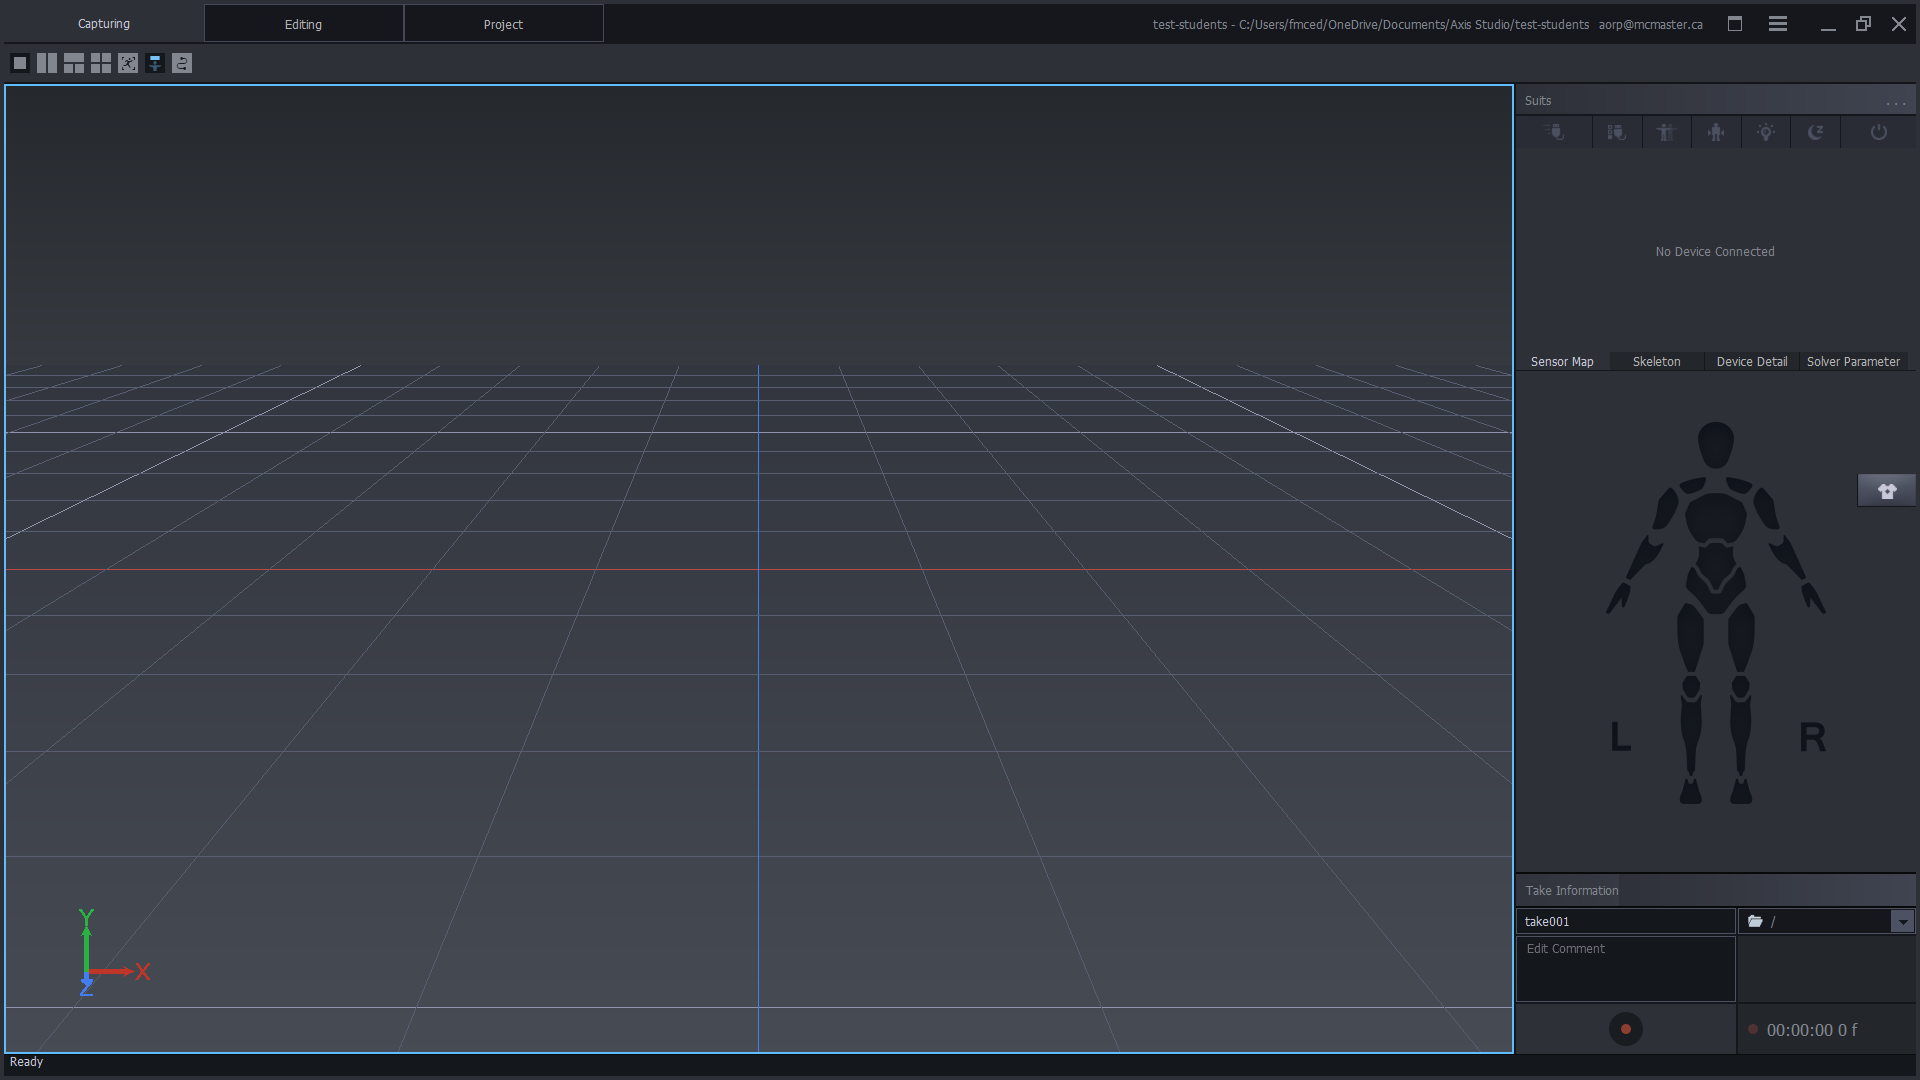 Capturing
Editing
Project
test-students - C:/Users/fmced/OneDrive/Documents/Axis Studio/test-students aorp@mcmaster.ca
Suits
...
No Device Connected
Sensor Map
Skeleton
Device Detail
Solver Parameter
L
R
Y
X
Z
Take Information
take001
/
Edit Comment
00:00:00 0 f
Ready